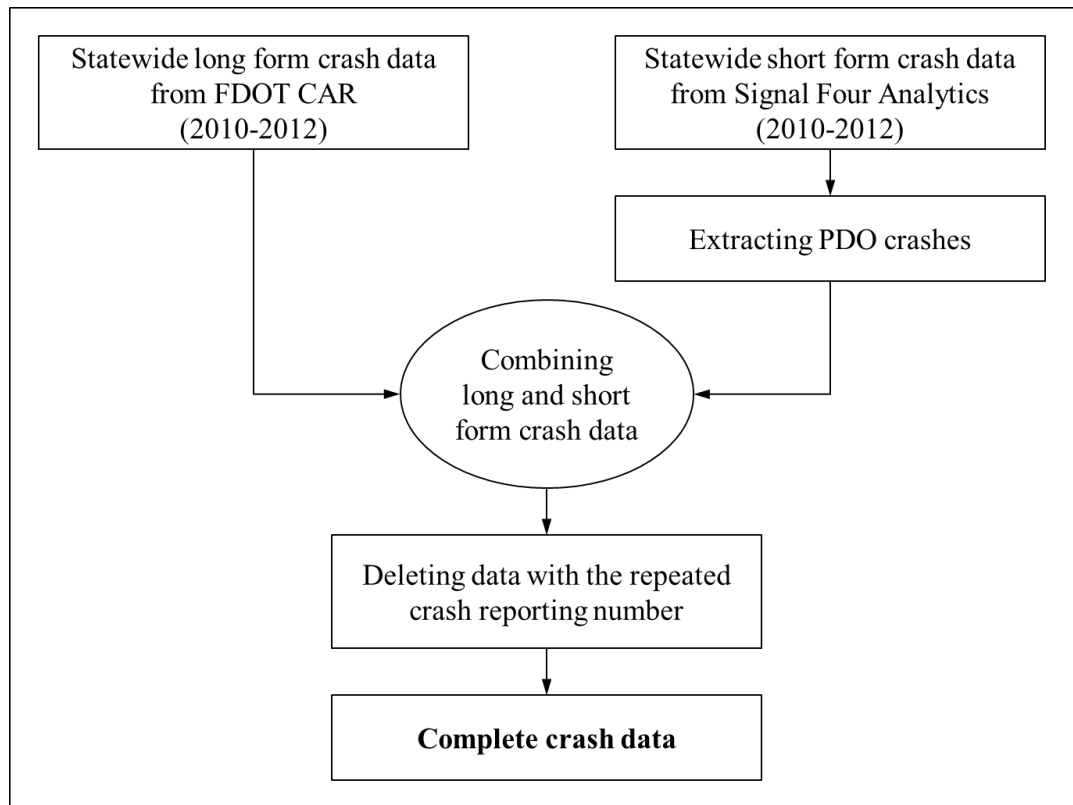 Statewide long form crash data
from FDOT CAR
(2010-2012)
Statewide short form crash data
from Signal Four Analytics
(2010-2012)
Extracting PDO crashes
Combining
long and short
form crash data
Deleting data with the repeated
crash reporting number
Complete crash data